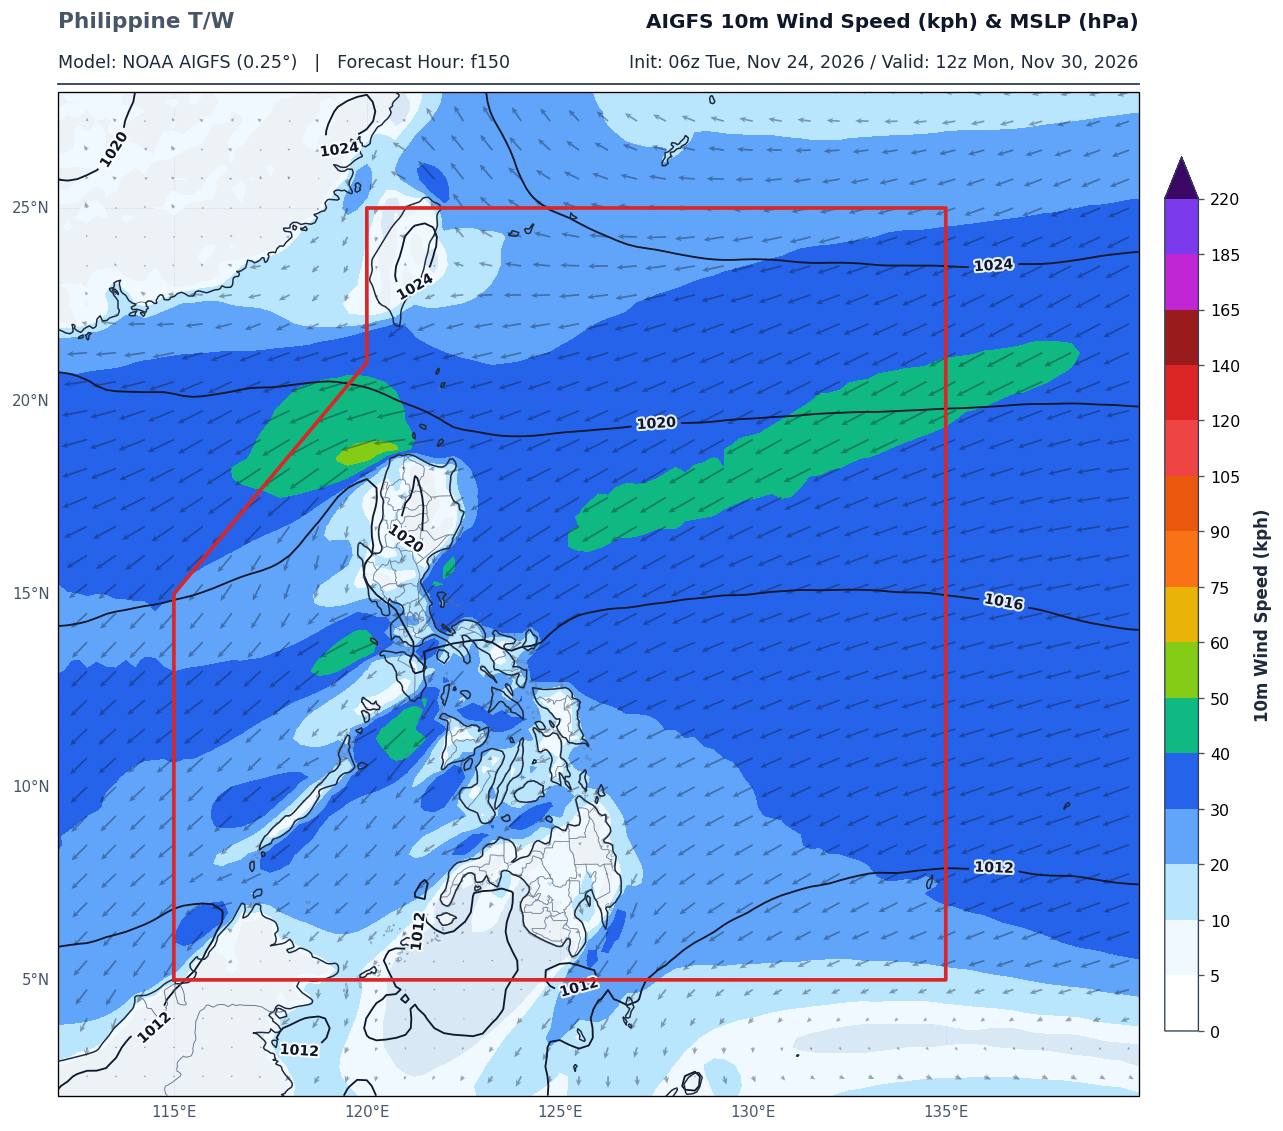 Philippine T/W
AIGFS 10m Wind Speed (kph) & MSLP (hPa)
Model: NOAA AIGFS (0.25°) | Forecast Hour: f150
Init: 06z Tue, Nov 24, 2026 / Valid: 12z Mon, Nov 30, 2026
1020
1024
25°N
1024
1024
20°N
1020
1020
15°N
1016
10°N
1012
1012
5°N
1012
1012
1012
115°E
120°E
125°E
130°E
135°E
220
185
165
140
120
105
90
75
60
50
40
30
20
10
5
0
10m Wind Speed (kph)